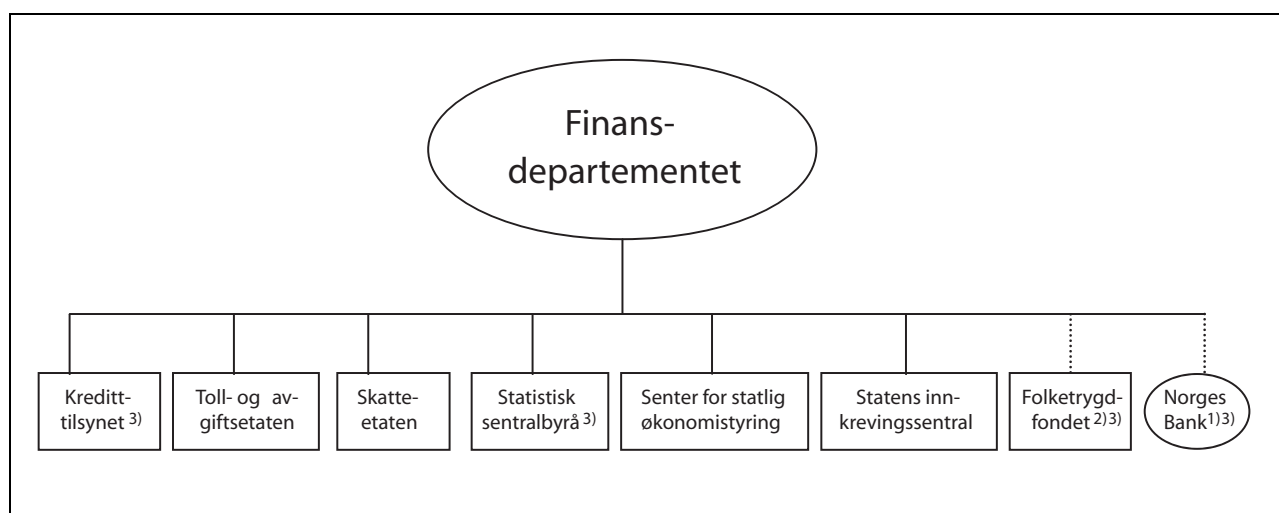 Finans-
departementet
Kreditt-
tilsynet 3)
Toll- og av-
giftsetaten
Skatte-
etaten
Statistisk
sentralbyrå 3)
Senter for statlig
økonomistyring
Statens inn-
krevingssentral
Folketrygd-
fondet 2)3)
Norges
Bank1)3)